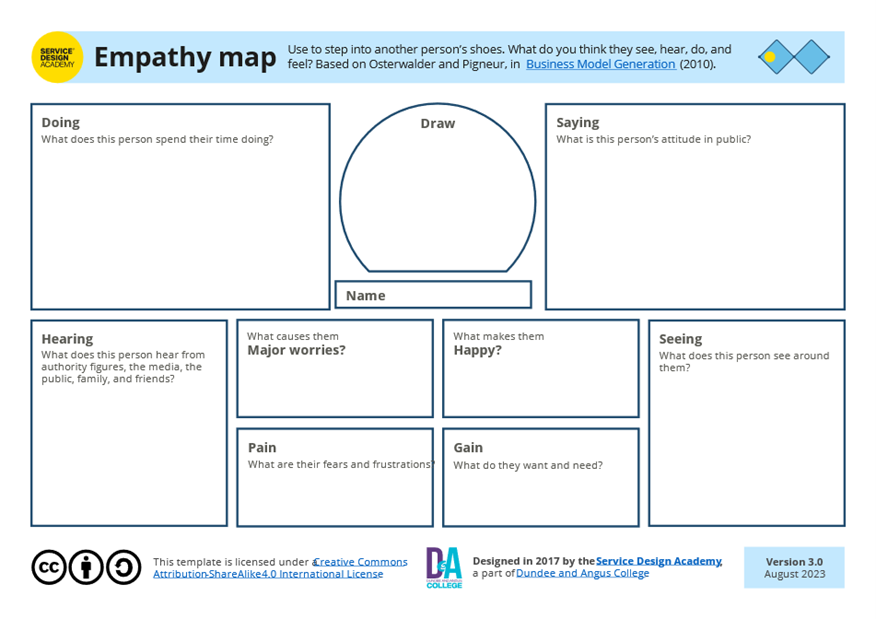 SERVICE
DESIGN
ACADEMY
Empathy map
Use to step into another person's shoes. What do you think they see, hear, do, and
feel? Based on Osterwalder and Pigneur, in Business Model Generation (2010).
Doing
What does this person spend their time doing?
Draw
Name
Saying
What is this person's attitude in public?
Hearing
What does this person hear from
authority figures, the media, the
public, family, and friends?
What causes them
Major worries?
What makes them
Happy?
Seeing
What does this person see around
them?
Pain
What are their fears and frustrations?
Gain
What do they want and need?
cc
This template is licensed under a Creative Commons
Attribution-ShareAlike4.0 International License
D&A
COLLEGE
Designed in 2017 by the Service Design Academy,
a part of Dundee and Angus College
Version 3.0
August 2023